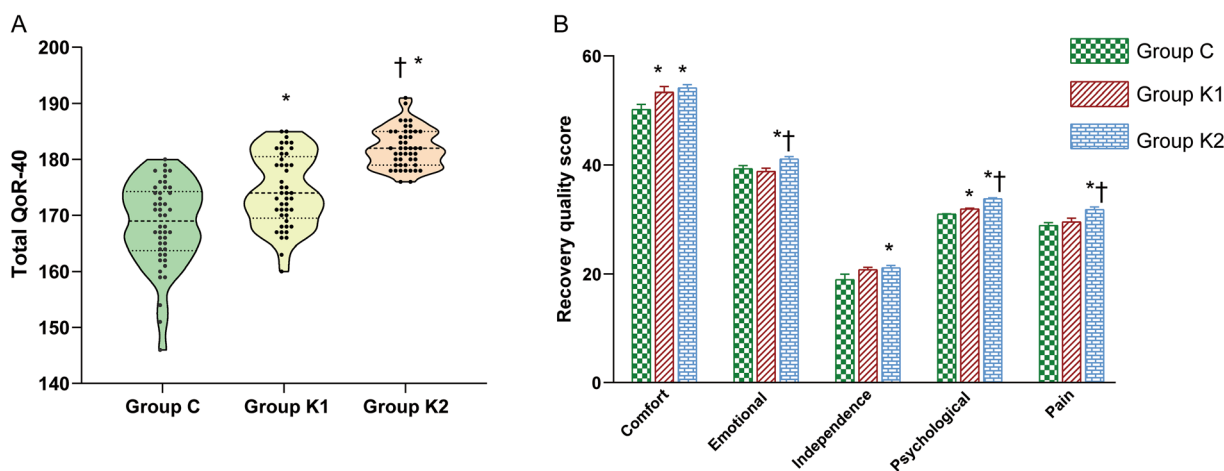 A
Total QoR-40
200
190
180
170
160
150
140
*
† *
Group C
Group K1
Group K2
B
Recovery quality score
60
40
20
0
* *
*†
*
* *†
*†
Comfort
Emotional
Independence
Psychological
Pain
Group C
Group K1
Group K2